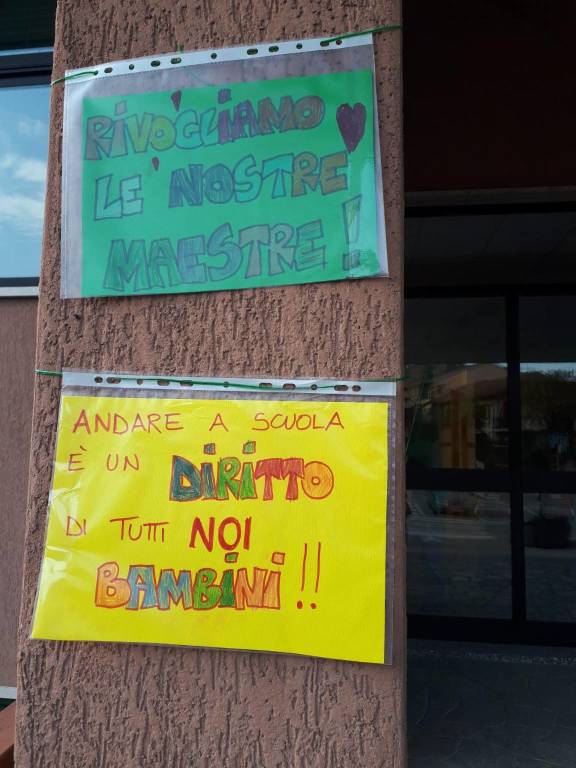 RIVOGLIAMO
LE NOSTRE
MAESTRE!
ANDARE A SCUOLA
È UN DIRITTO
DI TUTTI NOI
BAMBINI!!